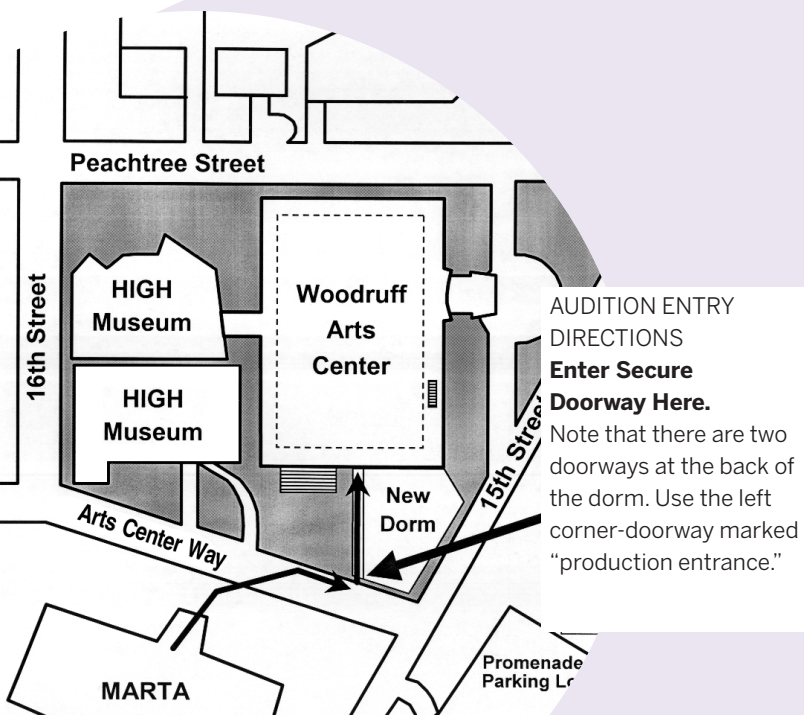 Peachtree Street
16th Street
HIGH
Museum
HIGH
Museum
Woodruff
Arts
Center
New
Dorm
15th Street
Arts Center Way
MARTA
Promenade
Parking
AUDITION ENTRY
DIRECTIONS
Enter Secure
Doorway Here.
Note that there are two
doorways at the back of
the dorm. Use the left
corner-doorway marked
“production entrance.”